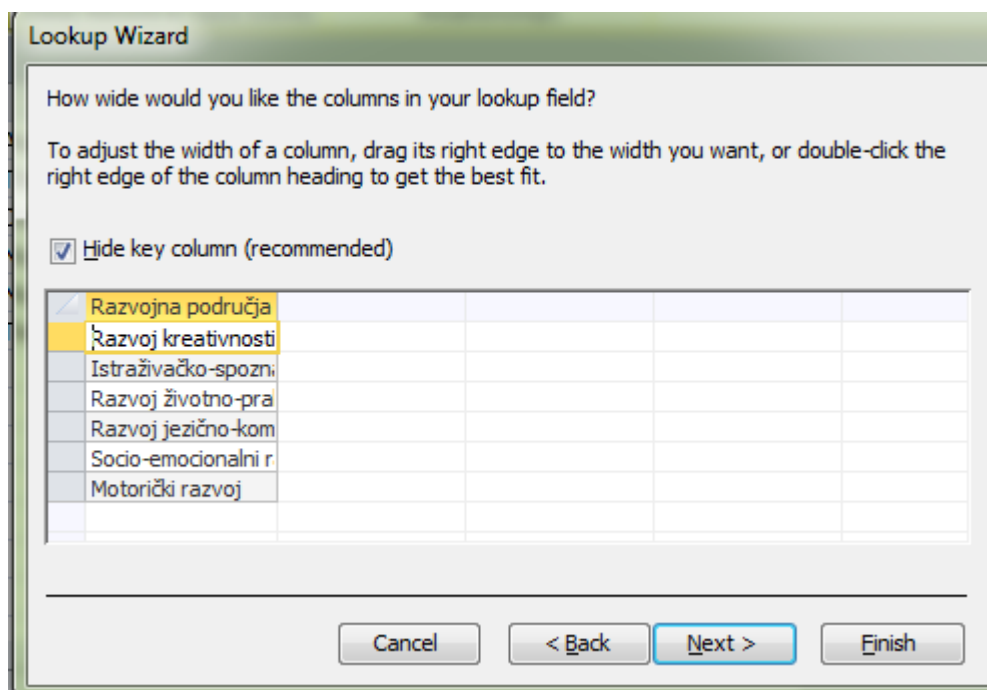 Lookup Wizard
How wide would you like the columns in your lookup field?
To adjust the width of a column, drag its right edge to the width you want, or double-click the
right edge of the column heading to get the best fit.
Hide key column (recommended)
Razvojna područja
Razvoj kreativnosti
Istraživačko-spozna
Razvoj životno-pral
Razvoj jezično-kom
Socio-emocionalni r
Motorički razvoj
Cancel < Back Next > Finish